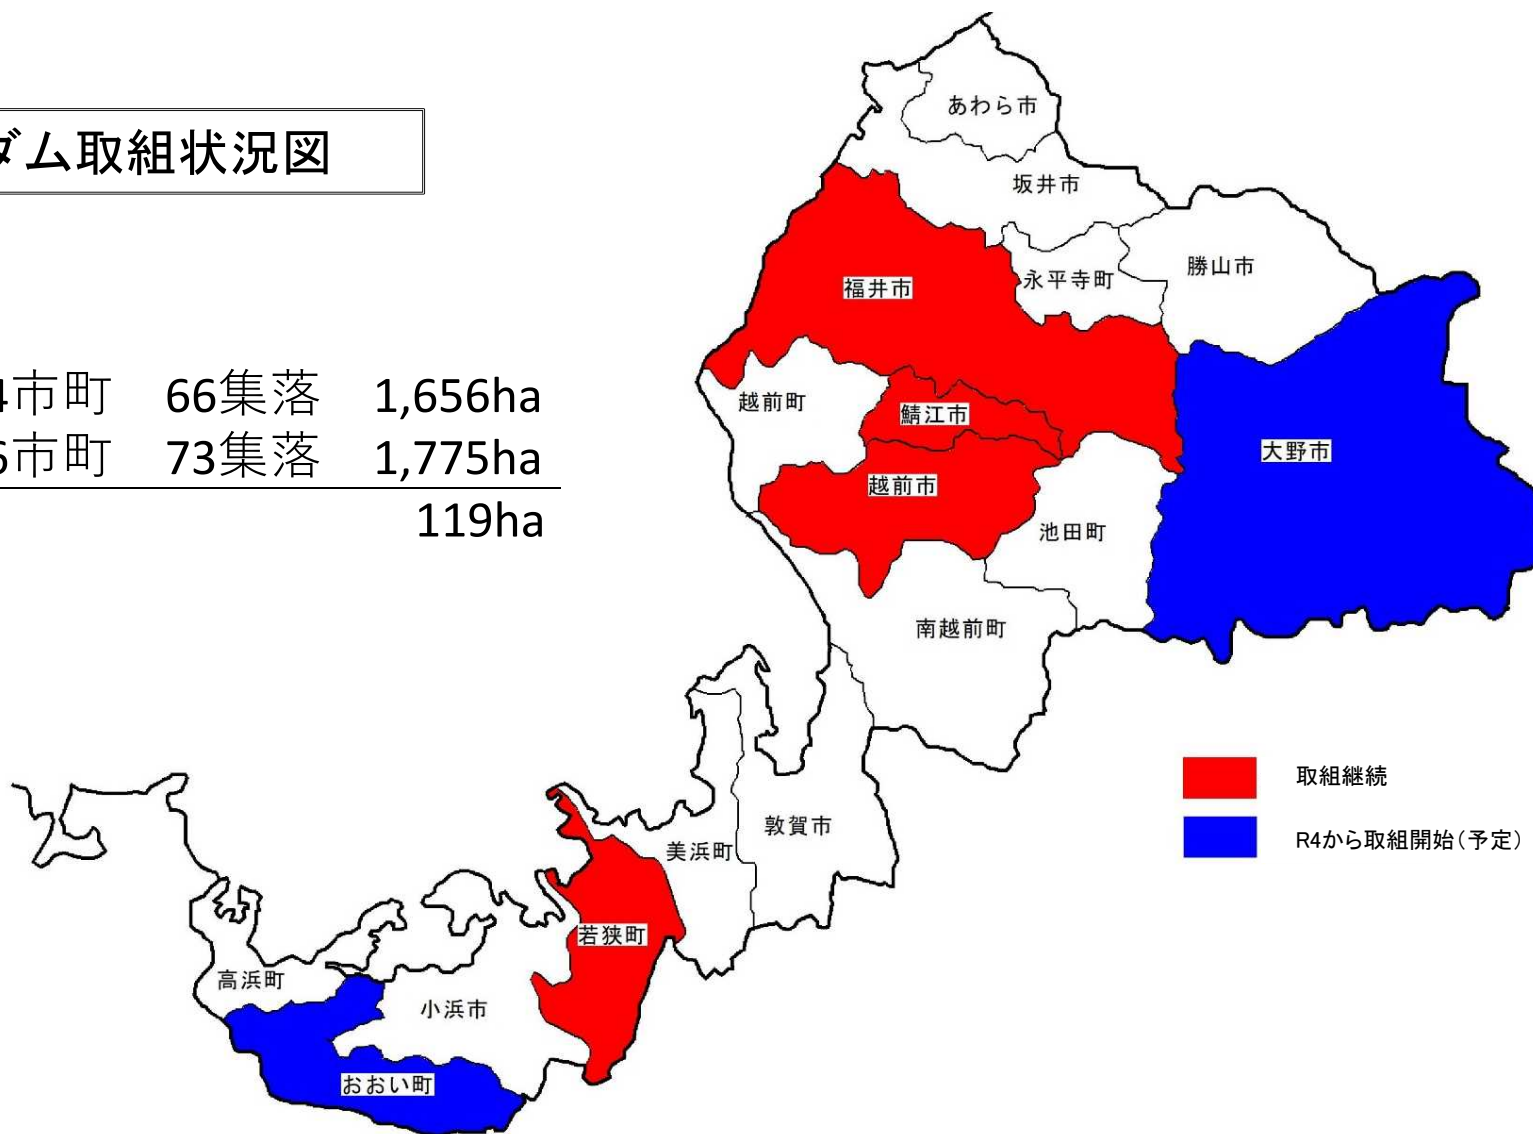 ダム取組状況図
4市町 66集落 1,656ha
6市町 73集落 1,775ha
119ha
あわら市
坂井市
勝山市
永平寺町
福井市
越前町
鯖江市
大野市
越前市
池田町
南越前町
取組継続
R4から取組開始(予定)
敦賀市
美浜町
若狭町
高浜町
小浜市
おおい町